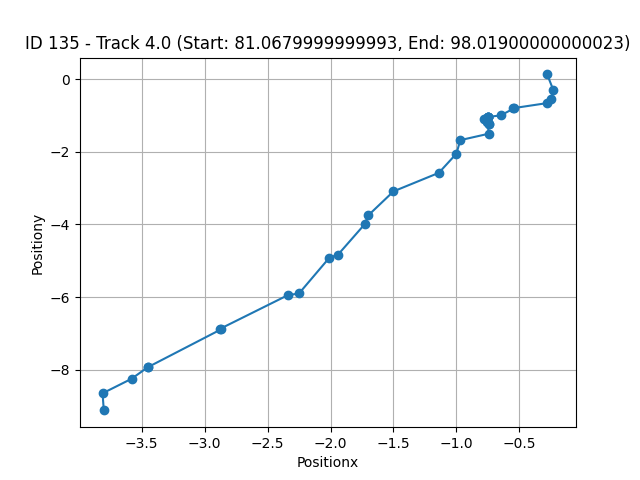 ID 135 - Track 4.0 (Start: 81.0679999999993, End: 98.01900000000023)
0
−2
−4
−6
−8
Positiony
−3.5 −3.0 −2.5 −2.0 −1.5 −1.0 −0.5
Positionx